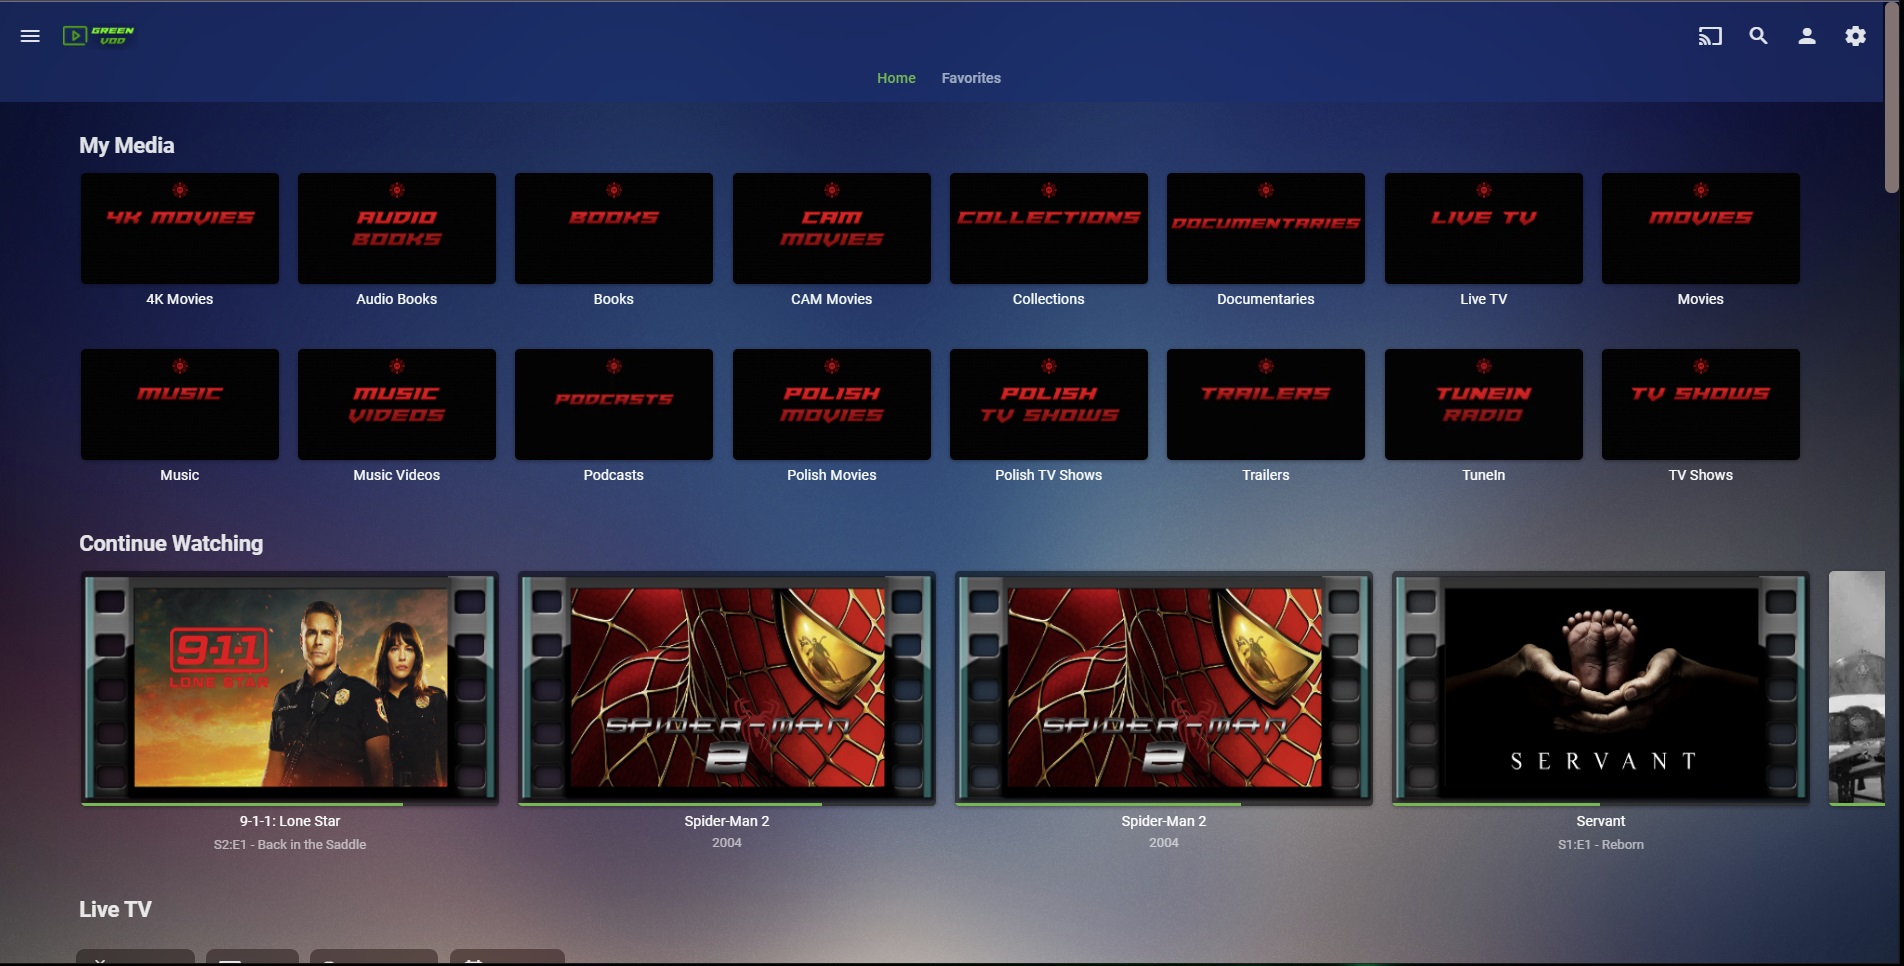 GREEN
VOD
Home Favorites
My Media
4K MOVIES
AUDIO
BOOKS
BOOKS
CAM
MOVIES
COLLECTIONS
DOCUMENTARIES
LIVE TV
MOVIES
4K Movies
Audio Books
Books
CAM Movies
Collections
Documentaries
Live TV
Movies
MUSIC
MUSIC
VIDEOS
PODCASTS
POLISH
MOVIES
POLISH
TV SHOWS
TRAILERS
TUNEIN
RADIO
TV SHOWS
Music
Music Videos
Podcasts
Polish Movies
Polish TV Shows
Trailers
TuneIn
TV Shows
Continue Watching
9-1-1
LONE STAR
SPIDER-MAN
2
SPIDER-MAN
2
SERVANT
9-1-1: Lone Star
S2:E1 - Back in the Saddle
Spider-Man 2
2004
Spider-Man 2
2004
Servant
S1:E1 - Reborn
Live TV